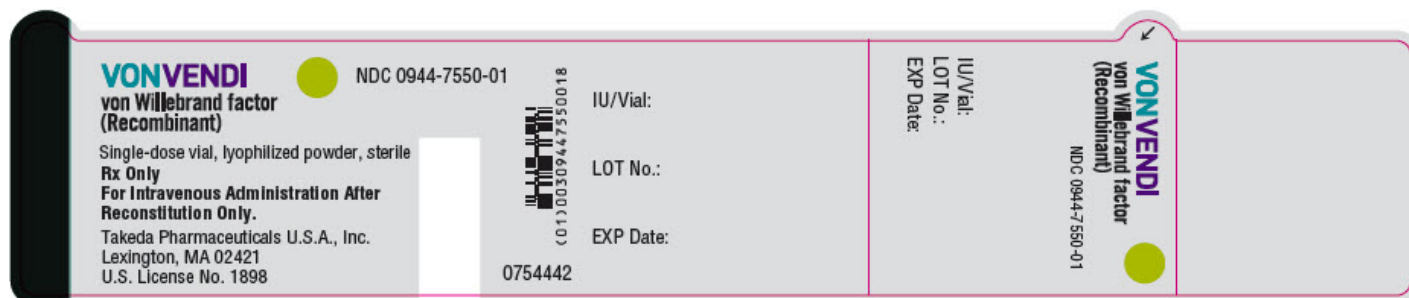 VONVENDI
von Willebrand factor
(Recombinant)
NDC 0944-7550-01
Single-dose vial, lyophilized powder, sterile
Rx Only
For Intravenous Administration After
Reconstitution Only.
Takeda Pharmaceuticals U.S.A., Inc.
Lexington, MA 02421
U.S. License No. 1898
(01)00309447550018
0754442
IU/Vial:
LOT No.:
EXP Date:
IU/Vial:
LOT No.:
EXP Date:
VONVENDI
von Willebrand factor
(Recombinant)
NDC 0944-7550-01